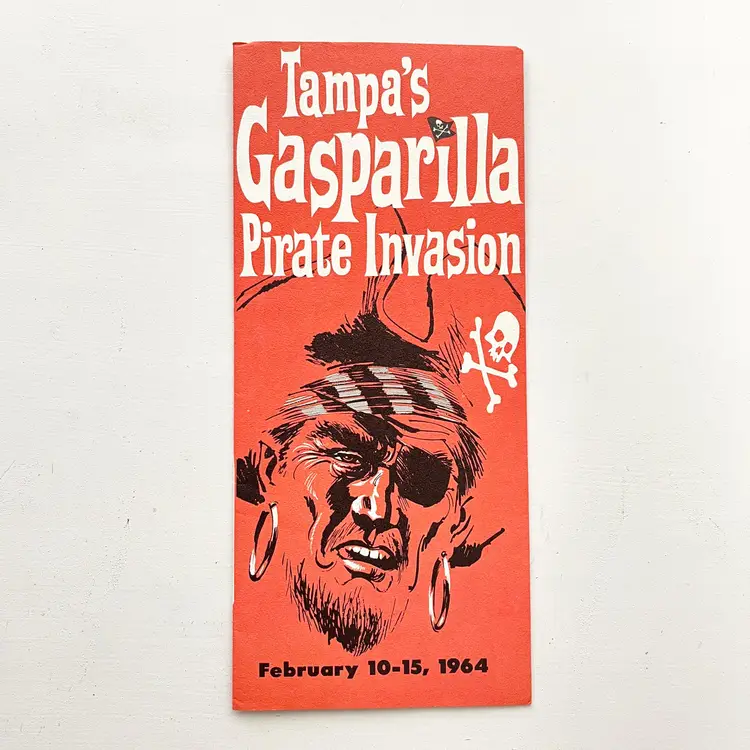 Tampa's
Gasparilla
Pirate Invasion
February 10-15, 1964